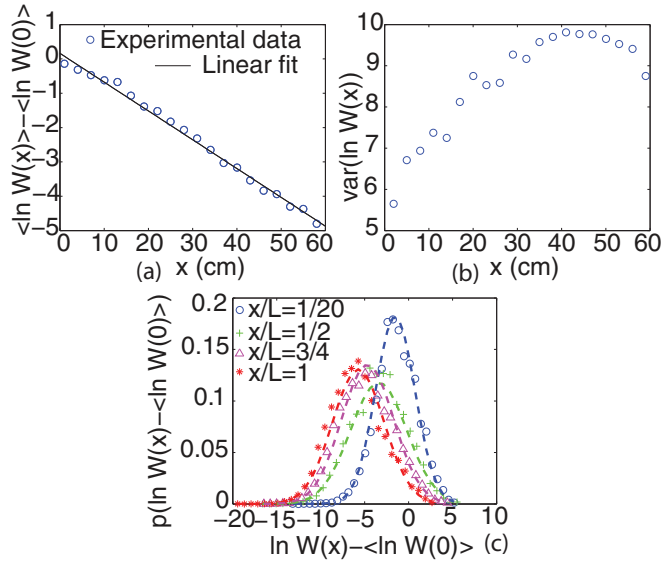 1
0
−1
−2
−3
−4
−5
Experimental data
Linear fit
<ln W(x)>−<ln W(0)>
0 10 20 30 40 50 60
(a) x (cm)
10
9
8
7
6
5
var(ln W(x))
0 10 20 30 40 50 60
(b) x (cm)
0.2
0.15
0.1
0.05
0
p(ln W(x)−<ln W(0)>)
x/L=1/20
x/L=1/2
x/L=3/4
x/L=1
−20 −15 −10 −5 0 5 10
ln W(x)−<ln W(0)> (c)